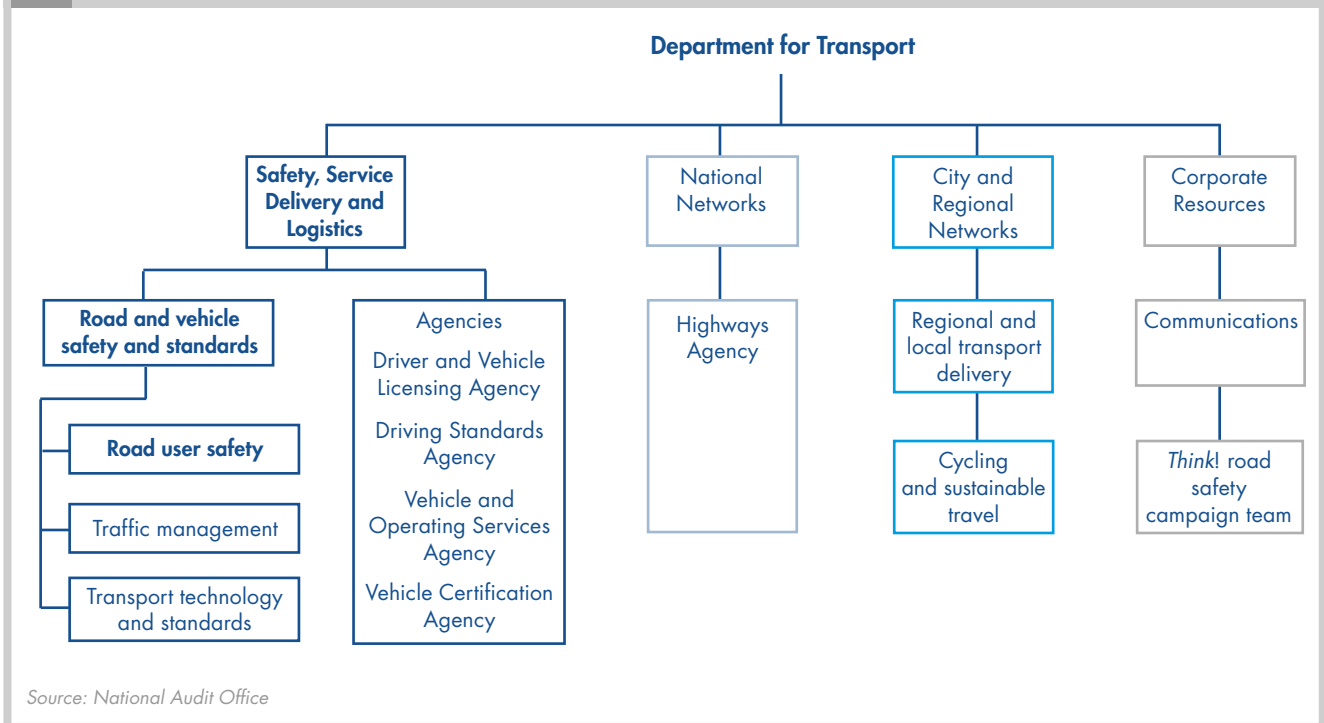 Department for Transport
Safety, Service
Delivery and
Logistics
National
Networks
City and
Regional
Networks
Corporate
Resources
Road and vehicle
safety and standards
Agencies
Driver and Vehicle
Licensing Agency
Driving Standards
Agency
Vehicle and
Operating Services
Agency
Vehicle Certification
Agency
Highways
Agency
Regional and
local transport
delivery
Communications
Road user safety
Traffic management
Transport technology
and standards
Cycling
and sustainable
travel
Think! road
safety
campaign team
Source: National Audit Office